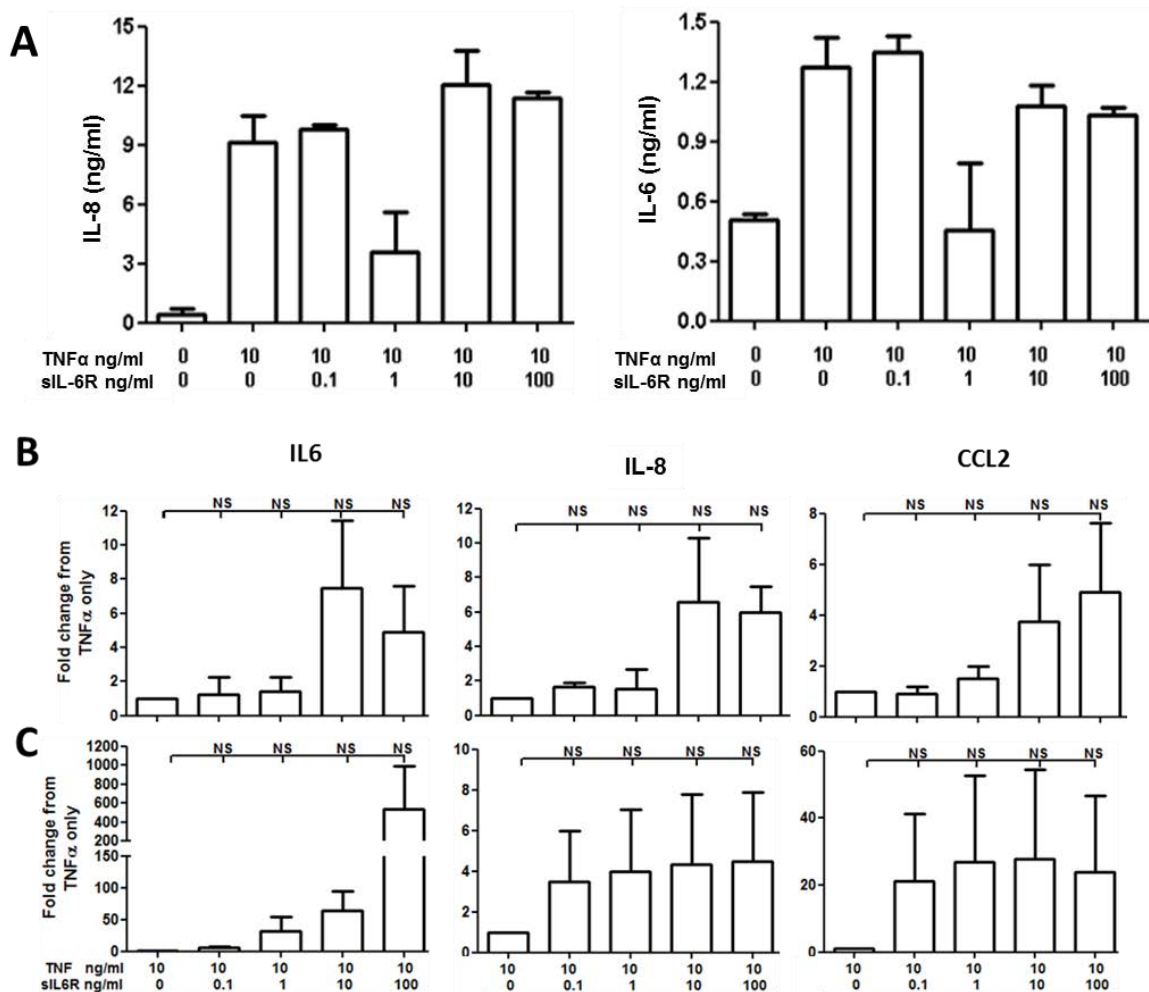 A
IL-8 (ng/ml)
15
12
9
6
3
0
TNFα ng/ml 0 10 10 10 10 10
sIL-6R ng/ml 0 0 0.1 1 10 100
IL-6 (ng/ml)
1.5
1.2
0.9
0.6
0.3
0.0
TNFα ng/ml 0 10 10 10 10 10
sIL-6R ng/ml 0 0 0.1 1 10 100
B
IL6
Fold change from
TNFα only
12
10
8
6
4
2
0
NS NS NS NS
IL-8
12
10
8
6
4
2
0
NS NS NS NS
CCL2
8
6
4
2
0
NS NS NS NS
C
Fold change from
TNFα only
1200
1000
800
600
400
200
150
100
50
0
NS NS NS NS
TNF ng/ml 10 10 10 10 10
sIL6R ng/ml 0 0.1 1 10 100
10
8
6
4
2
0
NS NS NS NS
10 10 10 10 10
0 0.1 1 10 100
60
40
20
0
NS NS NS NS
10 10 10 10 10
0 0.1 1 10 100